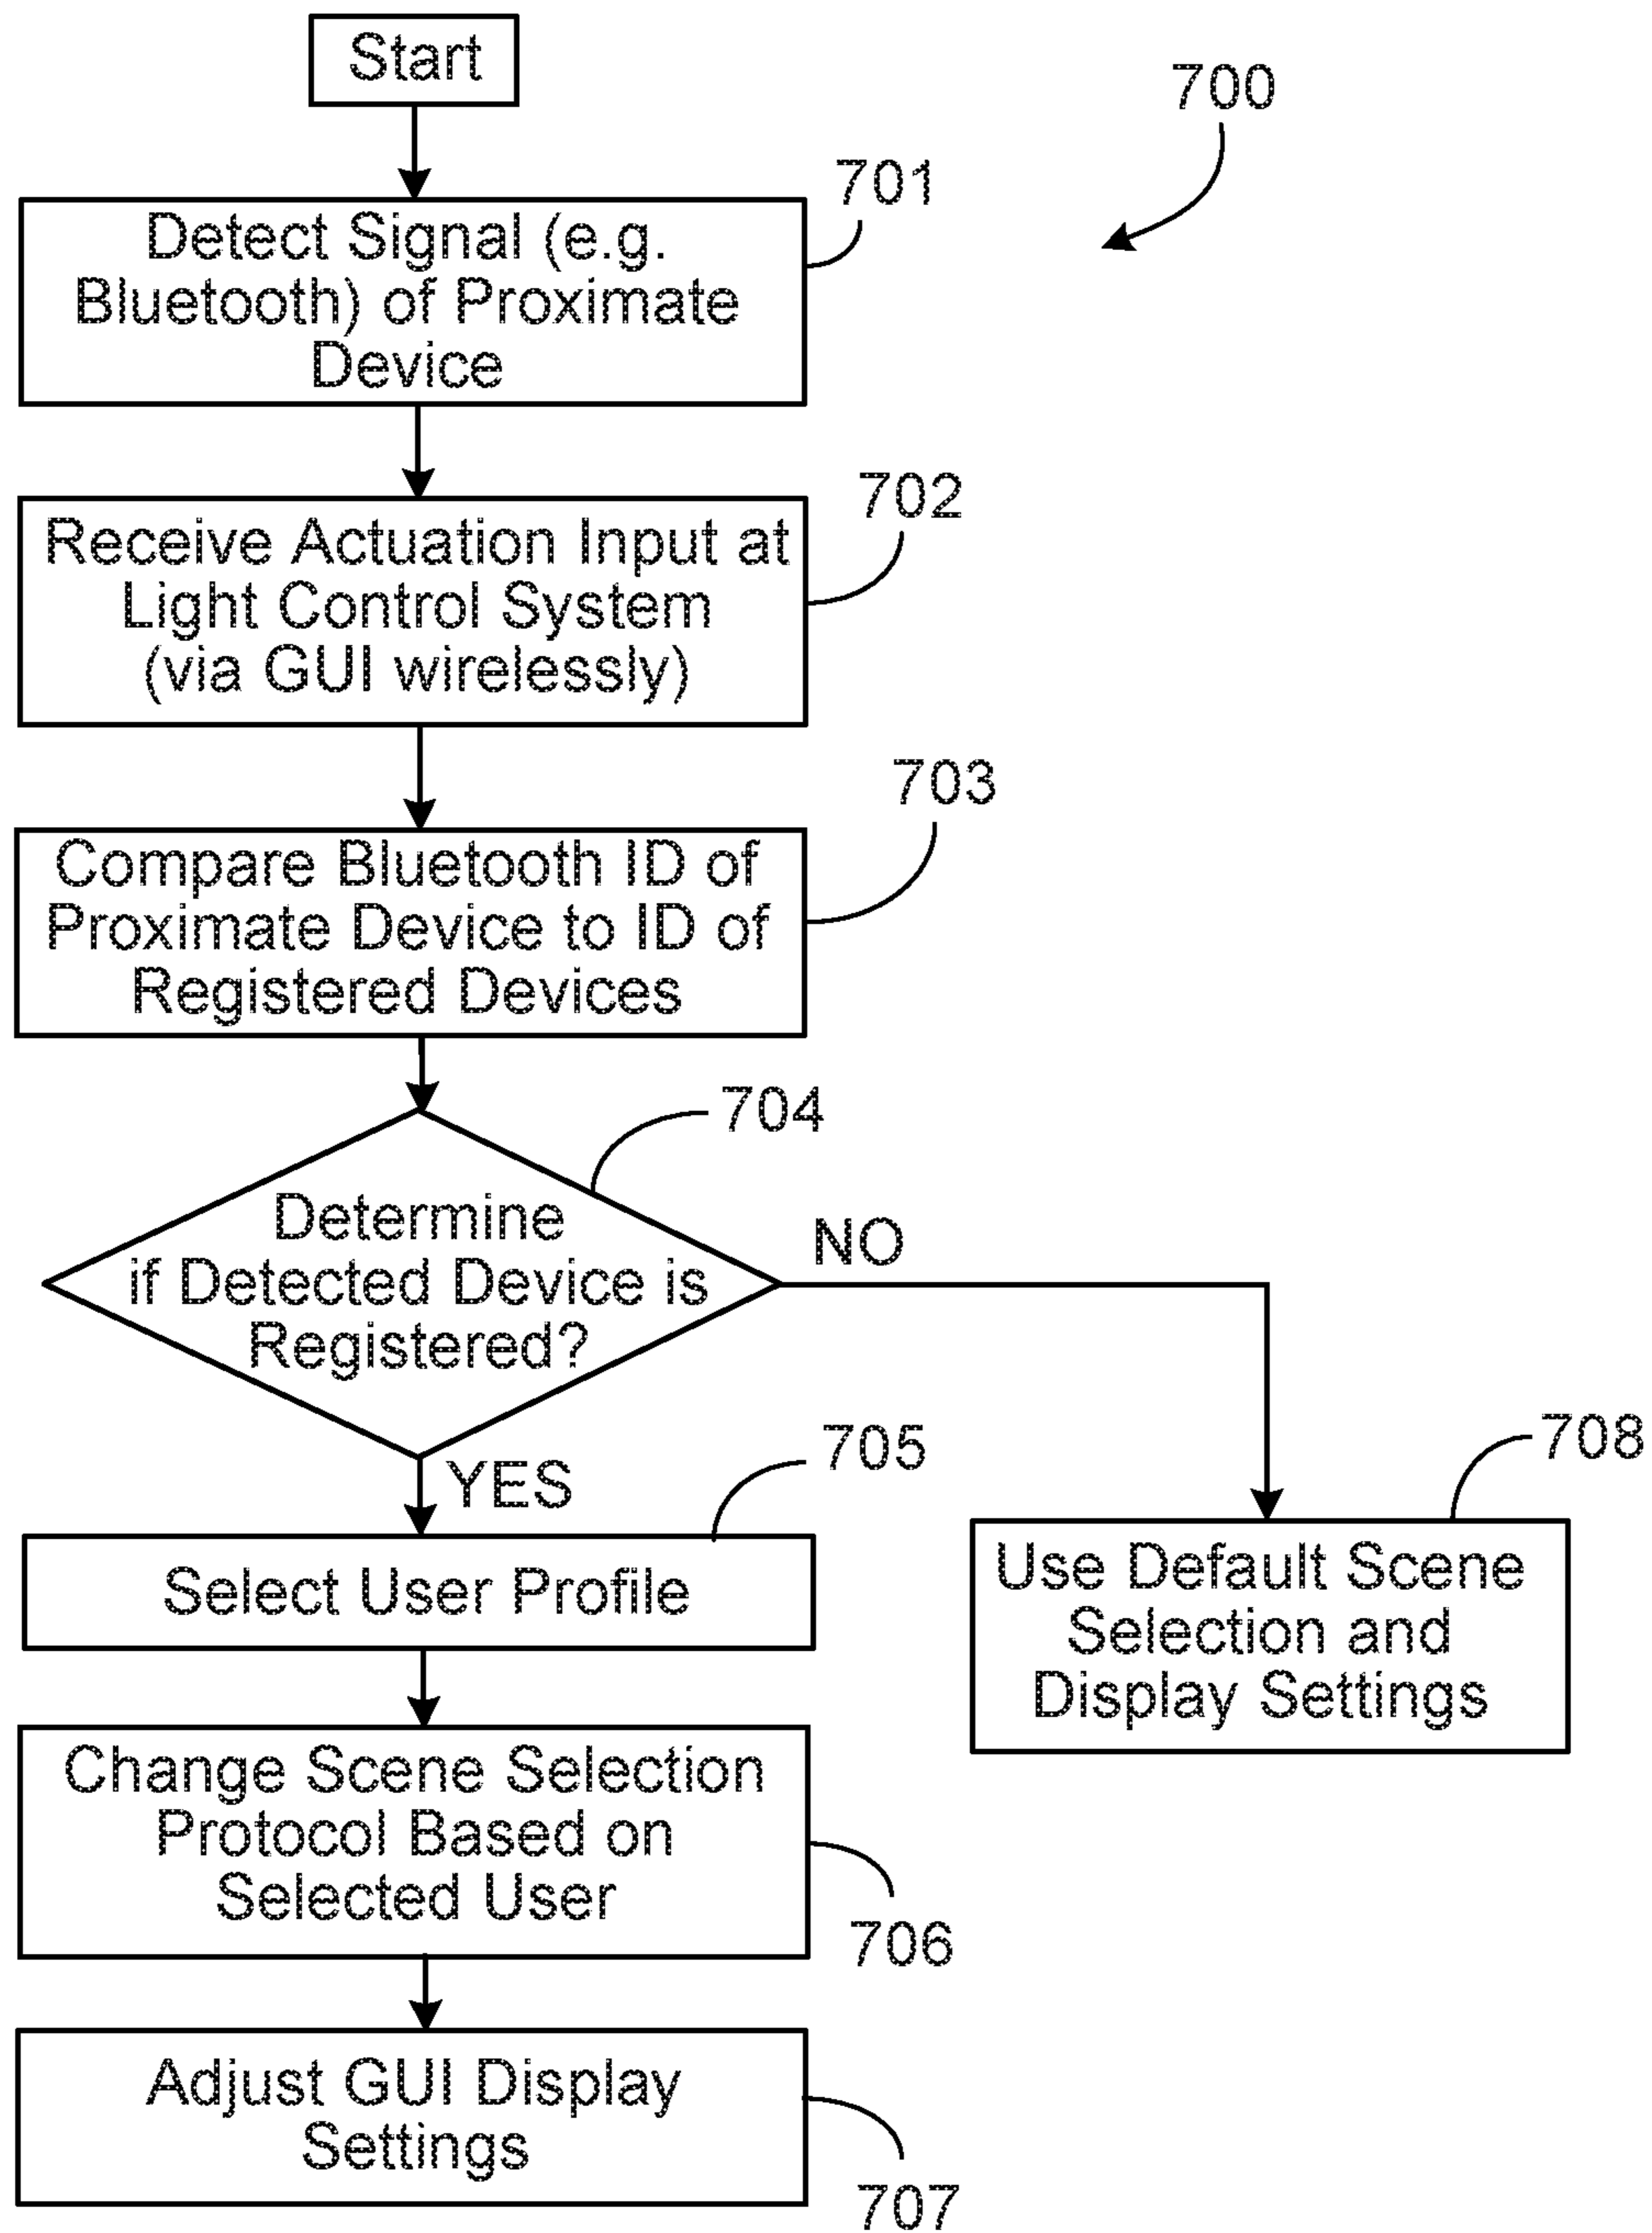 Start
700
701
Detect Signal (e.g.
Bluetooth) of Proximate
Device
702
Receive Actuation Input at
Light Control System
(via GUI wirelessly)
703
Compare Bluetooth ID of
Proximate Device to ID of
Registered Devices
704
Determine
if Detected Device is
Registered?
NO
YES
705
708
Select User Profile
Use Default Scene
Selection and
Display Settings
Change Scene Selection
Protocol Based on
Selected User
706
Adjust GUI Display
Settings
707